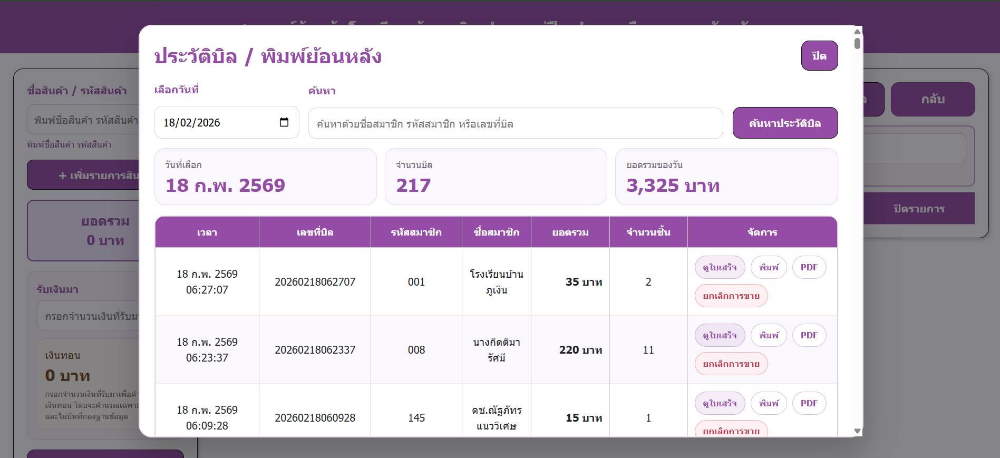 ประวัติบิล / พิมพ์ย้อนหลัง
ปิด
เลือกวันที่
ค้นหา
18/02/2026
ค้นหาด้วยชื่อสมาชิก รหัสสมาชิก หรือเลขที่บิล
ค้นหาประวัติบิล
วันที่เลือก
18 ก.พ. 2569
จำนวนบิล
217
ยอดรวมของวัน
3,325 บาท
เวลา เลขที่บิล รหัสสมาชิก ชื่อสมาชิก ยอดรวม จำนวนชิ้น จัดการ
18 ก.พ. 2569
06:27:07
20260218062707
001
โรงเรียนบ้าน
ภูเงิน
35 บาท
2
ดูใบเสร็จ พิมพ์ PDF
ยกเลิกการขาย
18 ก.พ. 2569
06:23:37
20260218062337
008
นางกิตติมา
รัศมี
220 บาท
11
ดูใบเสร็จ พิมพ์ PDF
ยกเลิกการขาย
18 ก.พ. 2569
06:09:28
20260218060928
145
ดช.ณัฐภัทร
แนววิเศษ
15 บาท
1
ดูใบเสร็จ พิมพ์ PDF
ยกเลิกการขาย
ชื่อสินค้า / รหัสสินค้า
พิมพ์ชื่อสินค้า รหัสสินค้า
พิมพ์ชื่อสินค้า รหัสสินค้า
+ เพิ่มรายการสิน
ยอดรวม
0 บาท
รับเงินมา
กรอกจำนวนเงินที่รับมา
เงินทอน
0 บาท
กรอกจำนวนเงินที่รับมาเพื่อคำ
เงินทอน โดยจะคำนวณเฉพาะ
และไม่บันทึกลงฐานข้อมูล
กลับ
ปิดรายการ